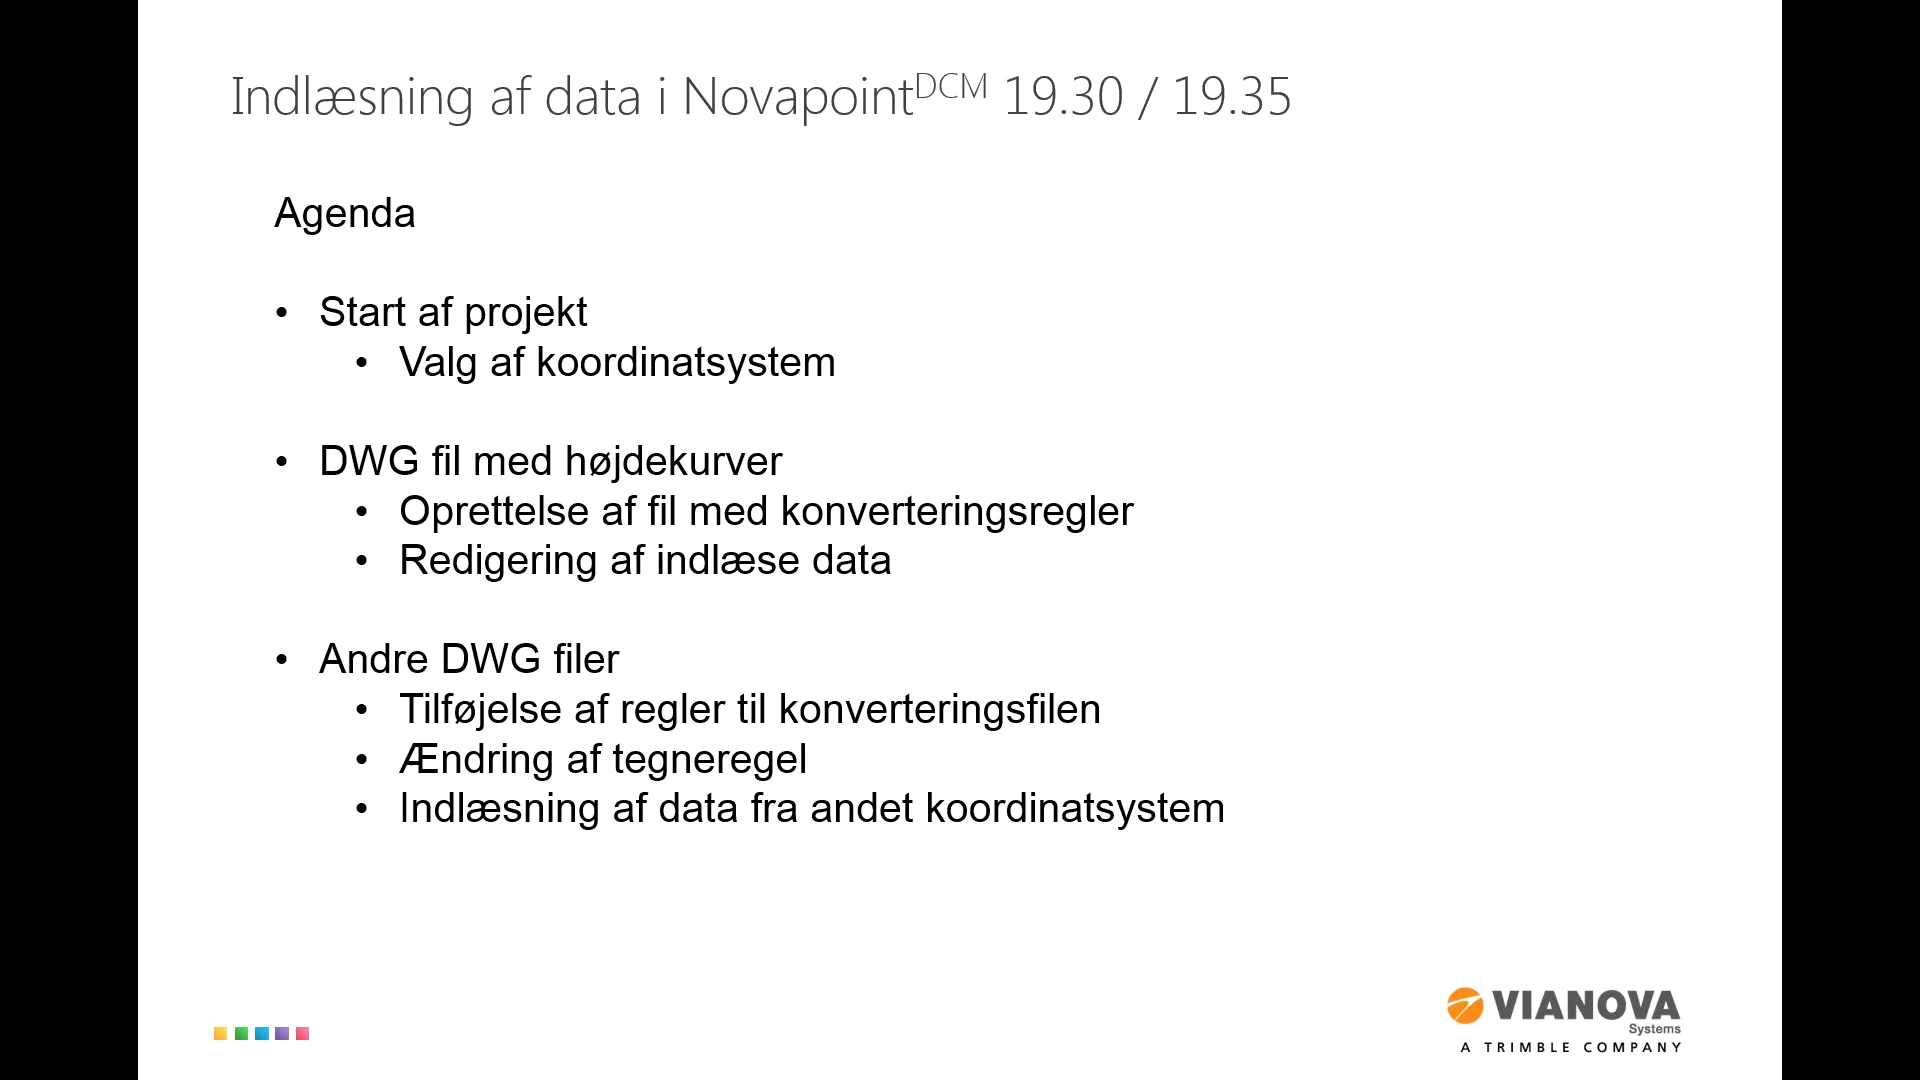 Indlæsning af data i NovapointDCM 19.30 / 19.35
Agenda
• Start af projekt
• Valg af koordinatsystem
• DWG fil med højdekurver
• Oprettelse af fil med konverteringsregler
• Redigering af indlæse data
• Andre DWG filer
• Tilføjelse af regler til konverteringsfilen
• Ændring af tegneregel
• Indlæsning af data fra andet koordinatsystem
VIANOVA
Systems
A TRIMBLE COMPANY